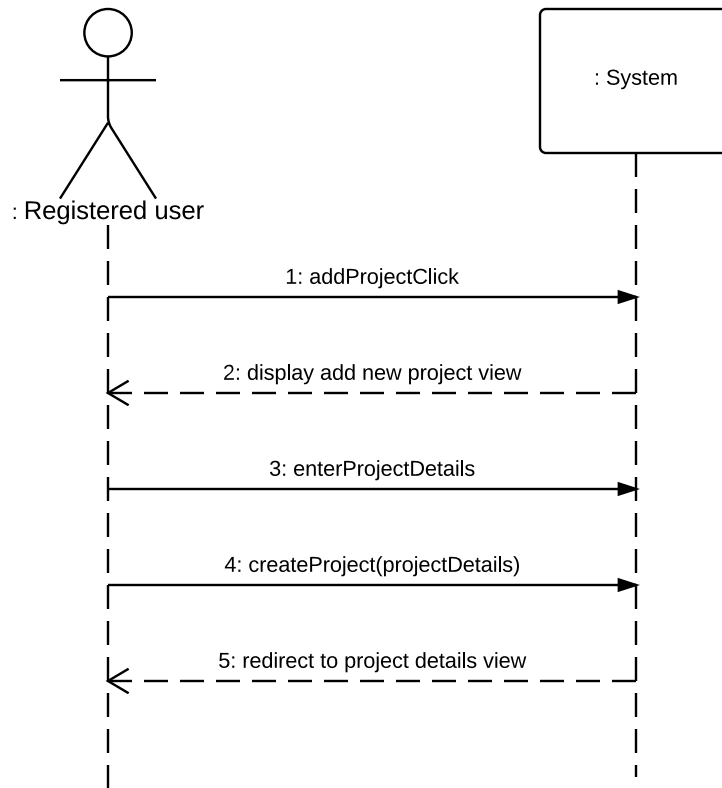 : System
: Registered user
1: addProjectClick
2: display add new project view
3: enterProjectDetails
4: createProject(projectDetails)
5: redirect to project details view